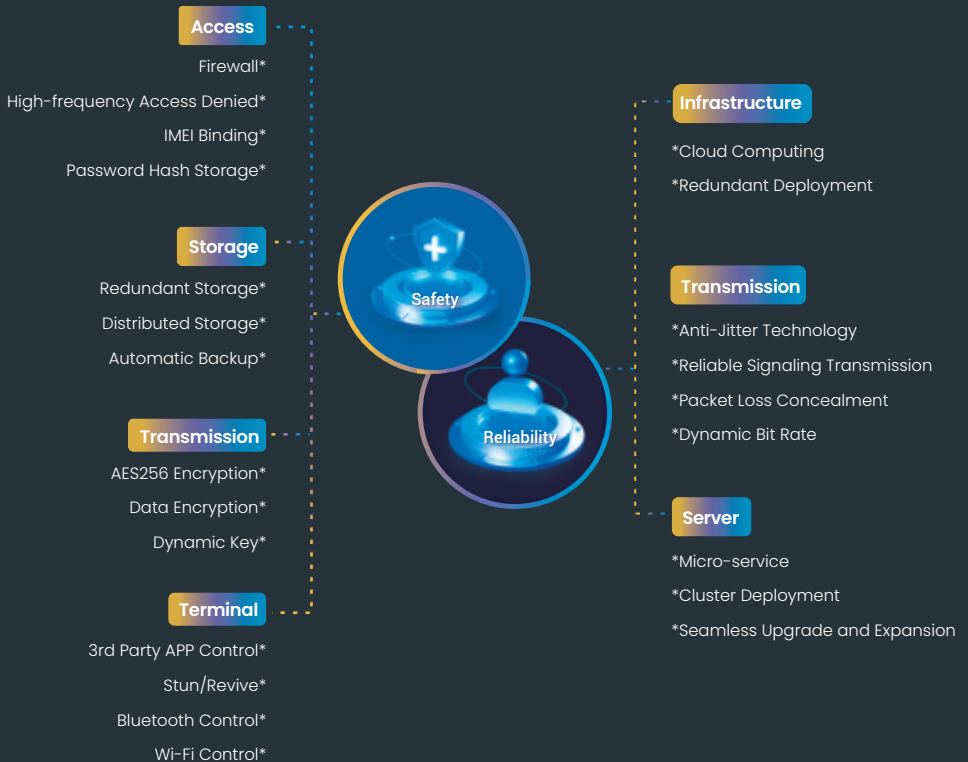 Access
Firewall*
High-frequency Access Denied*
IMEI Binding*
Password Hash Storage*
Storage
Redundant Storage*
Distributed Storage*
Automatic Backup*
Transmission
AES256 Encryption*
Data Encryption*
Dynamic Key*
Terminal
3rd Party APP Control*
Stun/Revive*
Bluetooth Control*
Wi-Fi Control*
Safety
Reliability
Infrastructure
*Cloud Computing
*Redundant Deployment
Transmission
*Anti-Jitter Technology
*Reliable Signaling Transmission
*Packet Loss Concealment
*Dynamic Bit Rate
Server
*Micro-service
*Cluster Deployment
*Seamless Upgrade and Expansion